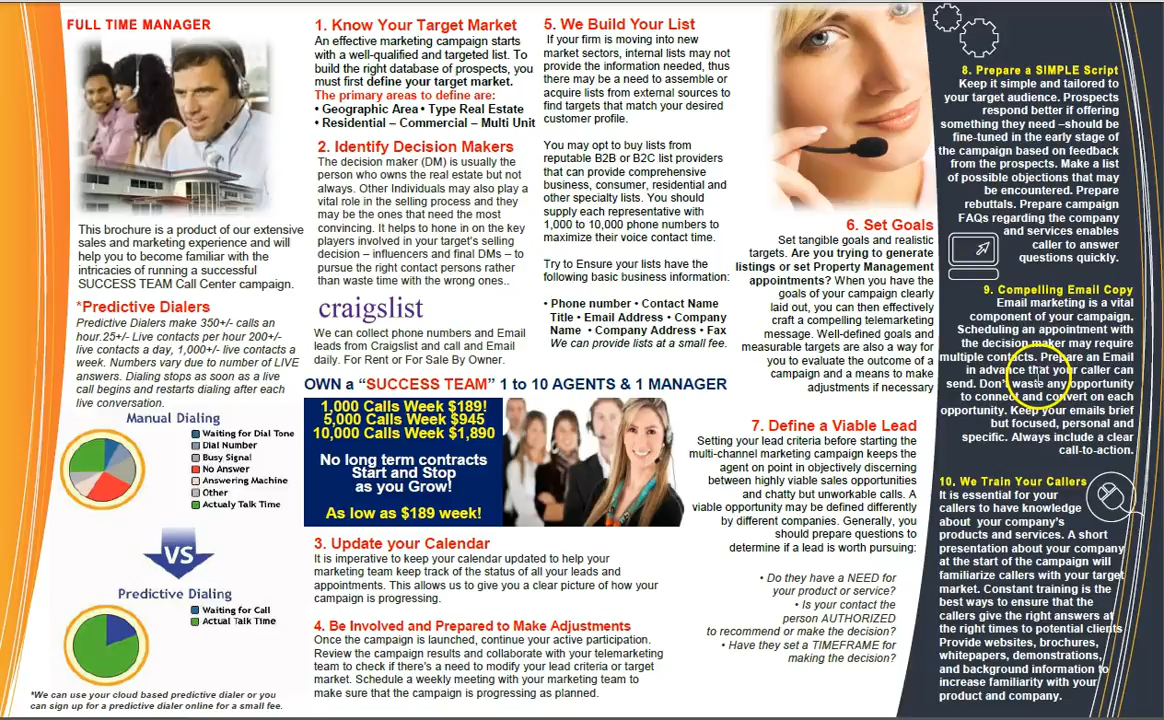 FULL TIME MANAGER
This brochure is a product of our extensive
sales and marketing experience and will
help you to become familiar with the
intricacies of running a successful
SUCCESS TEAM Call Center campaign.
*Predictive Dialers
Predictive Dialers make 350+/- calls an
hour.25+/- Live contacts per hour 200+/-
live contacts a day, 1,000+/- live contacts a
week. Numbers vary due to number of LIVE
answers. Dialing stops as soon as a live
call begins and restarts dialing after each
live conversation.
Manual Dialing
Waiting for Dial Tone
Dial Number
Busy Signal
No Answer
Answering Machine
Other
Actualy Talk Time
VS
Predictive Dialing
Waiting for Call
Actual Talk Time
*We can use your cloud based predictive dialer or you
can sign up for a predictive dialer online for a small fee.
1. Know Your Target Market
An effective marketing campaign starts
with a well-qualified and targeted list. To
build the right database of prospects, you
must first define your target market.
The primary areas to define are:
• Geographic Area • Type Real Estate
• Residential – Commercial – Multi Unit
2. Identify Decision Makers
The decision maker (DM) is usually the
person who owns the real estate but not
always. Other Individuals may also play a
vital role in the selling process and they
may be the ones that need the most
convincing. It helps to hone in on the key
players involved in your target's selling
decision – influencers and final DMs – to
pursue the right contact persons rather
than waste time with the wrong ones..
craigslist
We can collect phone numbers and Email
leads from Craigslist and call and Email
daily. For Rent or For Sale By Owner.
OWN a “SUCCESS TEAM” 1 to 10 AGENTS & 1 MANAGER
1,000 Calls Week $189!
5,000 Calls Week $945
10,000 Calls Week $1,890
No long term contracts
Start and Stop
as you Grow!
As low as $189 week!
3. Update your Calendar
It is imperative to keep your calendar updated to help your
marketing team keep track of the status of all your leads and
appointments. This allows us to give you a clear picture of how your
campaign is progressing.
4. Be Involved and Prepared to Make Adjustments
Once the campaign is launched, continue your active participation.
Review the campaign results and collaborate with your telemarketing
team to check if there's a need to modify your lead criteria or target
market. Schedule a weekly meeting with your marketing team to
make sure that the campaign is progressing as planned.
5. We Build Your List
If your firm is moving into new
market sectors, internal lists may not
provide the information needed, thus
there may be a need to assemble or
acquire lists from external sources to
find targets that match your desired
customer profile.
You may opt to buy lists from
reputable B2B or B2C list providers
that can provide comprehensive
business, consumer, residential and
other specialty lists. You should
supply each representative with
1,000 to 10,000 phone numbers to
maximize their voice contact time.
Try to Ensure your lists have the
following basic business information:
• Phone number • Contact Name
Title • Email Address • Company
Name • Company Address • Fax
We can provide lists at a small fee.
6. Set Goals
Set tangible goals and realistic
targets. Are you trying to generate
listings or set Property Management
appointments? When you have the
goals of your campaign clearly
laid out, you can then effectively
craft a compelling telemarketing
message. Well-defined goals and
measurable targets are also a way for
you to evaluate the outcome of a
campaign and a means to make
adjustments if necessary
7. Define a Viable Lead
Setting your lead criteria before starting the
multi-channel marketing campaign keeps the
agent on point in objectively discerning
between highly viable sales opportunities
and chatty but unworkable calls. A
viable opportunity may be defined differently
by different companies. Generally, you
should prepare questions to
determine if a lead is worth pursuing:
• Do they have a NEED for
your product or service?
• Is your contact the
person AUTHORIZED
to recommend or make the decision?
• Have they set a TIMEFRAME for
making the decision?
8. Prepare a SIMPLE Script
Keep it simple and tailored to
your target audience. Prospects
respond better if offering
something they need –should be
fine-tuned in the early stage of
the campaign based on feedback
from the prospects. Make a list
of possible objections that may
be encountered. Prepare
rebuttals. Prepare campaign
FAQs regarding the company
and services enables
caller to answer
questions quickly.
9. Compelling Email Copy
Email marketing is a vital
component of your campaign.
Scheduling an appointment with
the decision maker may require
multiple contacts. Prepare an Email
in advance that your caller can
send. Don't waste any opportunity
to connect and convert on each
opportunity. Keep your emails brief
but focused, personal and
specific. Always include a clear
call-to-action.
10. We Train Your Callers
It is essential for your
callers to have knowledge
about your company's
products and services. A short
presentation about your company
at the start of the campaign will
familiarize callers with your target
market. Constant training is the
best ways to ensure that the
callers give the right answers at
the right times to potential clients
Provide websites, brochures,
whitepapers, demonstrations,
and background information to
increase familiarity with your
product and company.